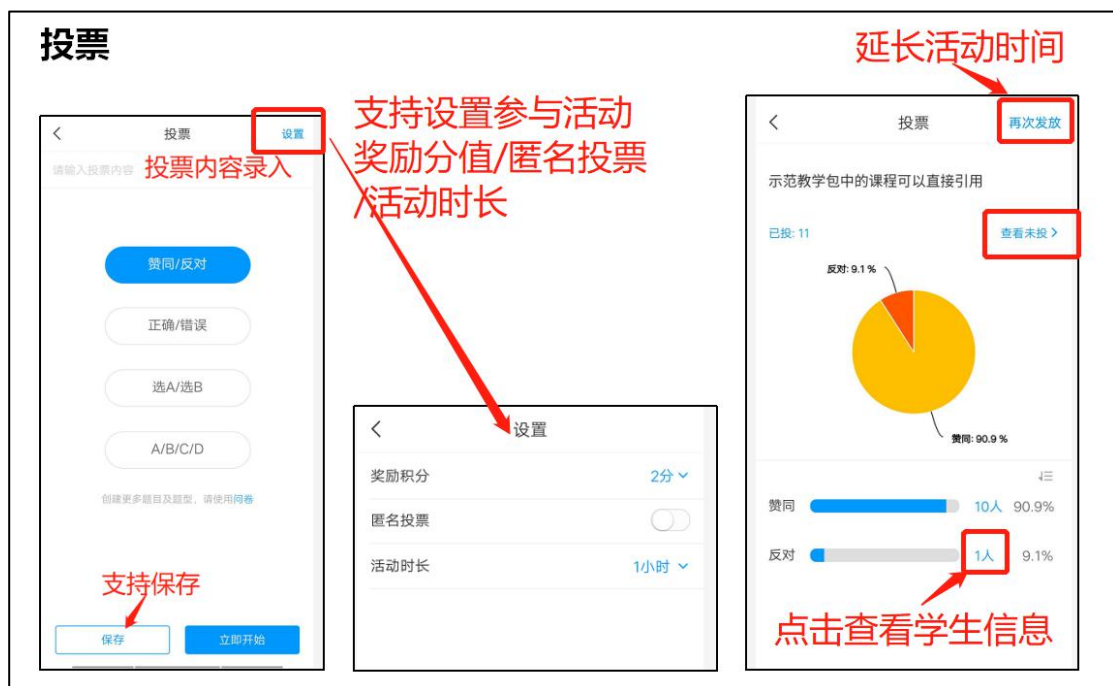 投票
延长活动时间
投票
设置
请输入投票内容
投票内容录入
赞同/反对
正确/错误
选A/选B
A/B/C/D
创建更多题目及题型，请使用问卷
支持保存
保存
立即开始
支持设置参与活动
奖励分值/匿名投票
/活动时长
设置
奖励积分
2分
匿名投票
活动时长
1小时
投票
再次发放
示范教学包中的课程可以直接引用
已投: 11
查看未投
反对: 9.1 %
赞同: 90.9 %
赞同
10人
90.9%
反对
1人
9.1%
点击查看学生信息